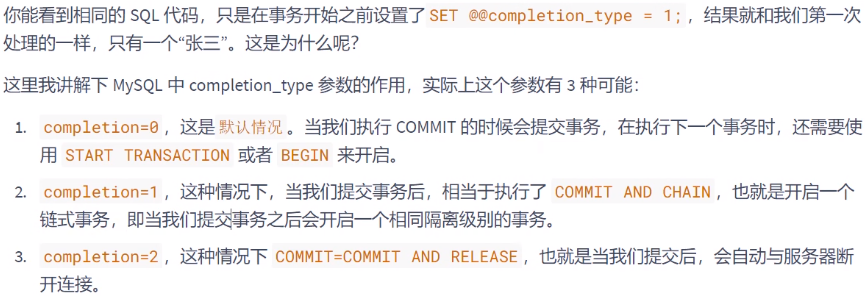 你能看到相同的 SQL 代码，只是在事务开始之前设置了 SET @@completion_type = 1; ，结果就和我们第一次
处理的一样，只有一个“张三”。这是为什么呢？
这里我讲解下 MySQL 中 completion_type 参数的作用，实际上这个参数有 3 种可能：
1. completion=0 ，这是 默认情况 。当我们执行 COMMIT 的时候会提交事务，在执行下一个事务时，还需要使
用 START TRANSACTION 或者 BEGIN 来开启。
2. completion=1 ，这种情况下，当我们提交事务后，相当于执行了 COMMIT AND CHAIN ，也就是开启一个
链式事务，即当我们提交事务之后会开启一个相同隔离级别的事务。
3. completion=2 ，这种情况下 COMMIT=COMMIT AND RELEASE ，也就是当我们提交后，会自动与服务器断
开连接。